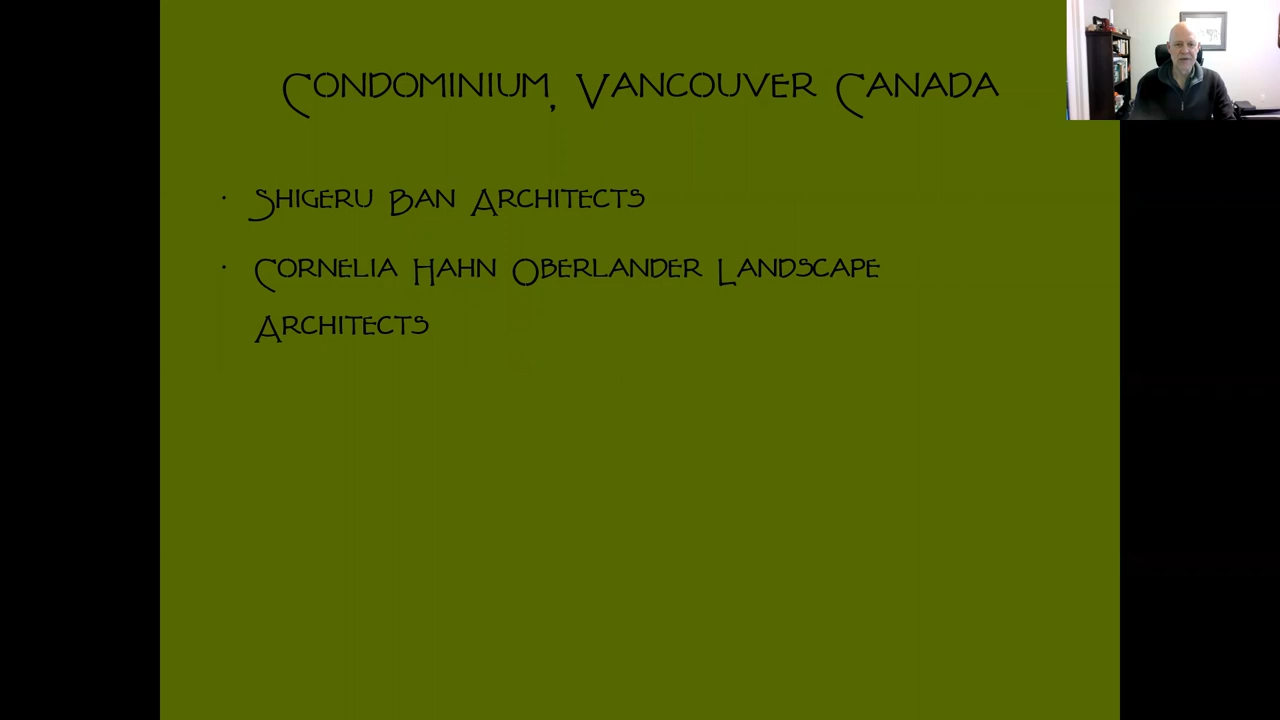 Condominium, Vancouver Canada
• Shigeru Ban Architects
• Cornelia Hahn Oberlander Landscape
Architects